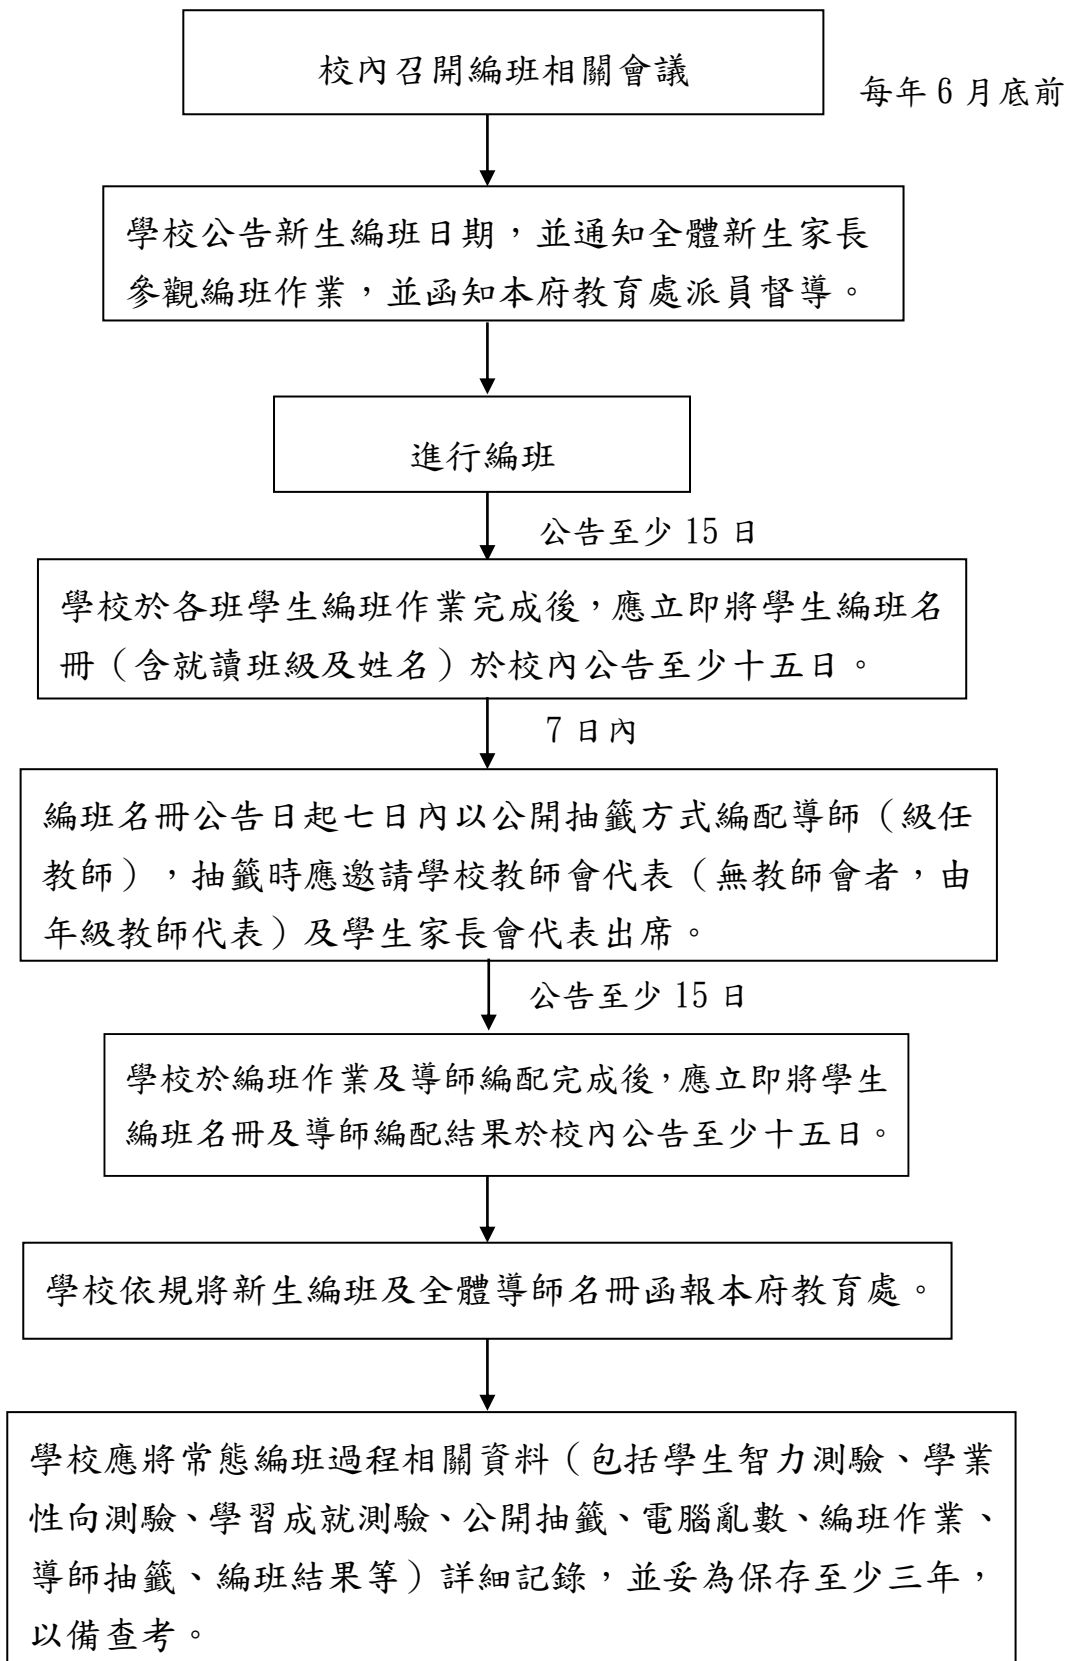 校內召開編班相關會議
每年 6 月底前
學校公告新生編班日期，並通知全體新生家長
參觀編班作業，並函知本府教育處派員督導。
進行編班
公告至少 15 日
學校於各班學生編班作業完成後，應立即將學生編班名
冊（含就讀班級及姓名）於校內公告至少十五日。
7 日內
編班名冊公告日起七日內以公開抽籤方式編配導師（級任
教師），抽籤時應邀請學校教師會代表（無教師會者，由
年級教師代表）及學生家長會代表出席。
公告至少 15 日
學校於編班作業及導師編配完成後，應立即將學生
編班名冊及導師編配結果於校內公告至少十五日。
學校依規將新生編班及全體導師名冊函報本府教育處。
學校應將常態編班過程相關資料（包括學生智力測驗、學業
性向測驗、學習成就測驗、公開抽籤、電腦亂數、編班作業、
導師抽籤、編班結果等）詳細記錄，並妥為保存至少三年，
以備查考。